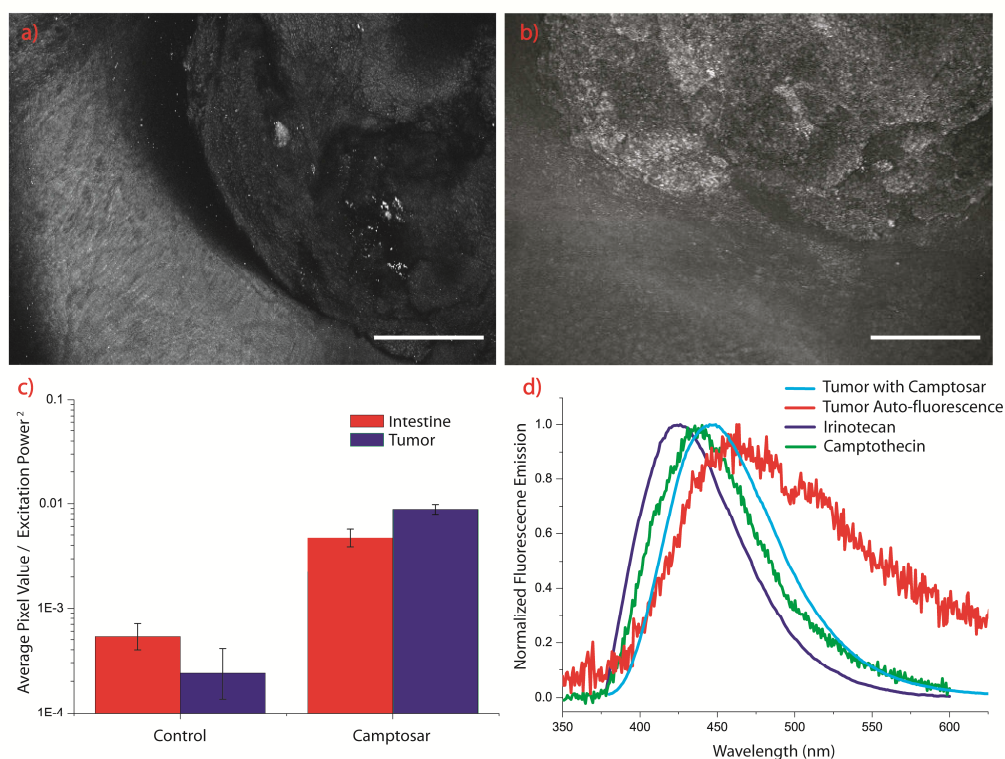 a)
b)
c)
Average Pixel Value / Excitation Power ²
0.1
0.01
1E-3
1E-4
Intestine
Tumor
Control
Camptosar
d)
Tumor with Camptosar
Tumor Auto-fluorescence
Irinotecan
Camptothecin
Normalized Fluorescecne Emission
1.0
0.8
0.6
0.4
0.2
0.0
350 400 450 500 550 600
Wavelength (nm)